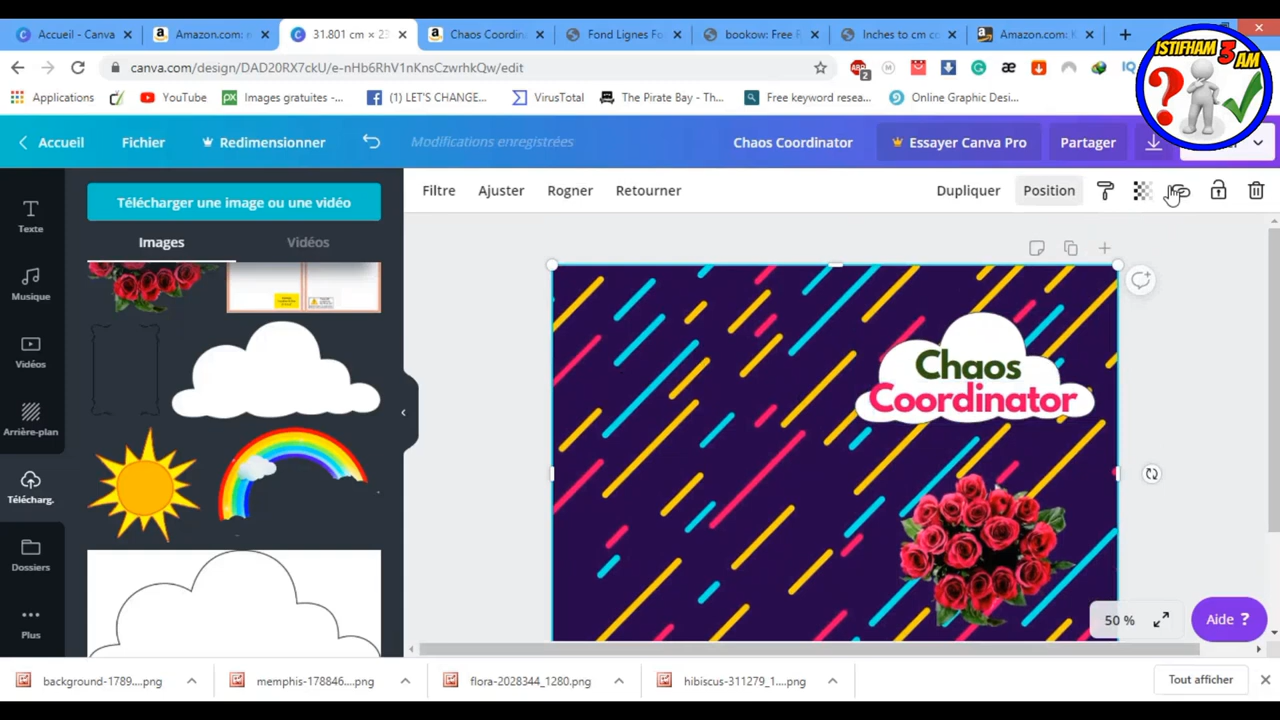 Accueil - Canva
Amazon.com: n
31.801 cm × 23
Chaos Coordin
Fond Lignes Fo
bookow: Free
Inches to cm co
Amazon.com: K
canva.com/design/DAD20RX7ckU/e-nHb6RhV1nKnsCzwrhkQw/edit
ABP
2
IQ
ISTIFHAM 3 AM
Applications
YouTube
Images gratuites -...
(1) LET'S CHANGE...
VirusTotal
The Pirate Bay - Th...
Free keyword resea...
Online Graphic Desi...
Accueil
Fichier
Redimensionner
Modifications enregistrées
Chaos Coordinator
Essayer Canva Pro
Partager
Filtre
Ajuster
Rogner
Retourner
Dupliquer
Position
Texte
Musique
Vidéos
Arrière-plan
Télécharg.
Dossiers
Plus
Télécharger une image ou une vidéo
Images
Vidéos
Chaos
Coordinator
50 %
Aide ?
background-1789....png
memphis-178846....png
flora-2028344_1280.png
hibiscus-311279_1....png
Tout afficher